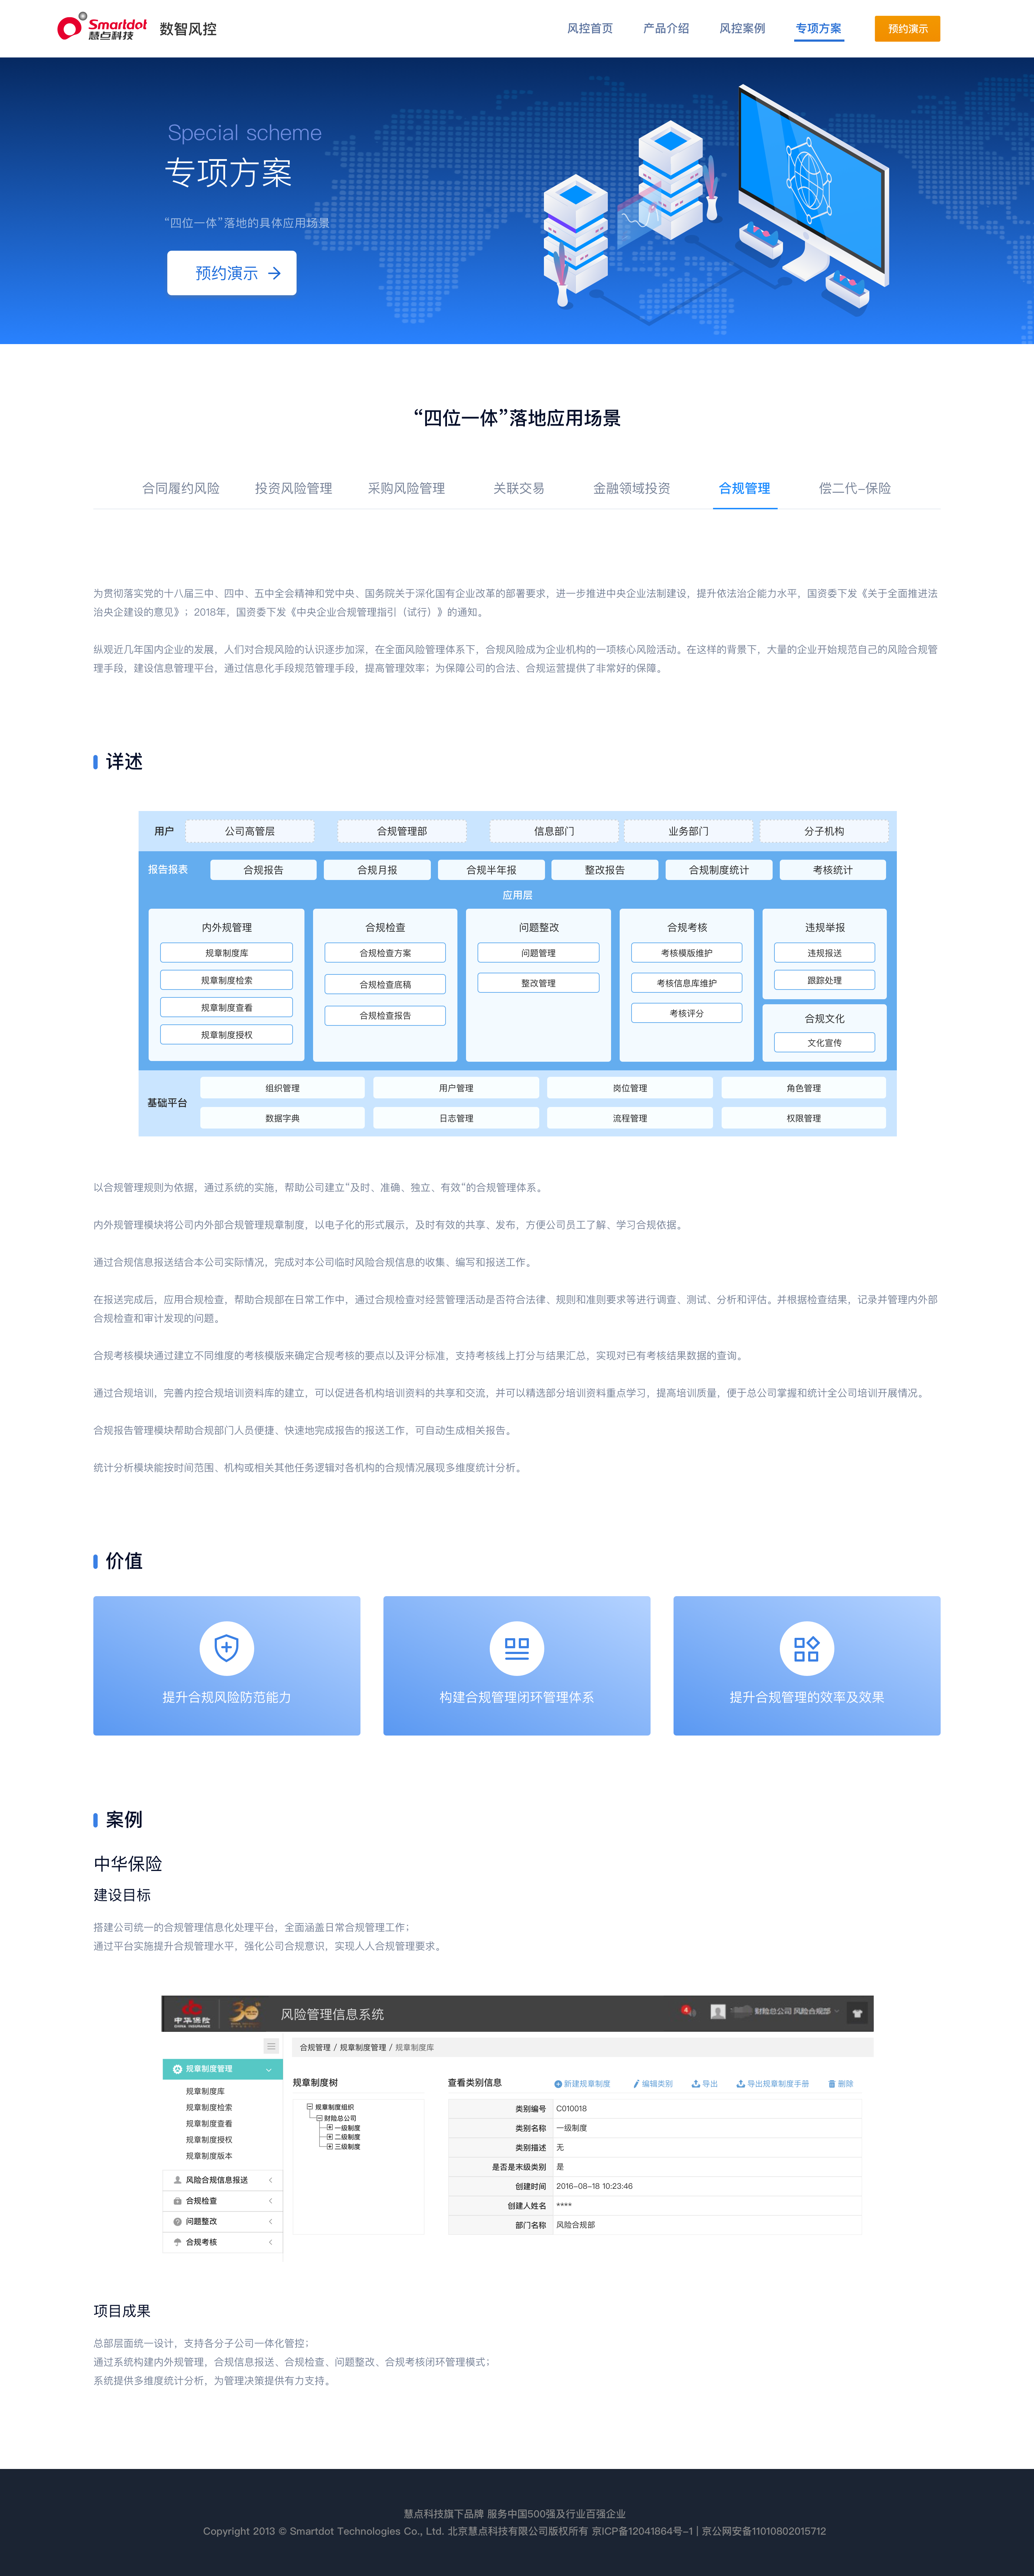 Smartdot
慧点科技
数智风控
风控首页
产品介绍
风控案例
专项方案
预约演示
Special scheme
专项方案
“四位一体”落地的具体应用场景
预约演示
“四位一体”落地应用场景
合同履约风险
投资风险管理
采购风险管理
关联交易
金融领域投资
合规管理
偿二代-保险
为贯彻落实党的十八届三中、四中、五中全会精神和党中央、国务院关于深化国有企业改革的部署要求，进一步推进中央企业法制建设，提升依法治企能力水平，国资委下发《关于全面推进法
治央企建设的意见》；2018年，国资委下发《中央企业合规管理指引（试行）》的通知。
纵观近几年国内企业的发展，人们对合规风险的认识逐步加深，在全面风险管理体系下，合规风险成为企业机构的一项核心风险活动。在这样的背景下，大量的企业开始规范自己的风险合规管
理手段，建设信息管理平台，通过信息化手段规范管理手段，提高管理效率；为保障公司的合法、合规运营提供了非常好的保障。
详述
用户
公司高管层
合规管理部
信息部门
业务部门
分子机构
报告报表
合规报告
合规月报
合规半年报
整改报告
合规制度统计
考核统计
应用层
内外规管理
规章制度库
规章制度检索
规章制度查看
规章制度授权
合规检查
合规检查方案
合规检查底稿
合规检查报告
问题整改
问题管理
整改管理
合规考核
考核模版维护
考核信息库维护
考核评分
违规举报
违规报送
跟踪处理
合规文化
文化宣传
基础平台
组织管理
用户管理
岗位管理
角色管理
数据字典
日志管理
流程管理
权限管理
以合规管理规则为依据，通过系统的实施，帮助公司建立“及时、准确、独立、有效”的合规管理体系。
内外规管理模块将公司内外部合规管理规章制度，以电子化的形式展示，及时有效的共享、发布，方便公司员工了解、学习合规依据。
通过合规信息报送结合本公司实际情况，完成对本公司临时风险合规信息的收集、编写和报送工作。
在报送完成后，应用合规检查，帮助合规部在日常工作中，通过合规检查对经营管理活动是否符合法律、规则和准则要求等进行调查、测试、分析和评估。并根据检查结果，记录并管理内外部
合规检查和审计发现的问题。
合规考核模块通过建立不同维度的考核模版来确定合规考核的要点以及评分标准，支持考核线上打分与结果汇总，实现对已有考核结果数据的查询。
通过合规培训，完善内控合规培训资料库的建立，可以促进各机构培训资料的共享和交流，并可以精选部分培训资料重点学习，提高培训质量，便于总公司掌握和统计全公司培训开展情况。
合规报告管理模块帮助合规部门人员便捷、快速地完成报告的报送工作，可自动生成相关报告。
统计分析模块能按时间范围、机构或相关其他任务逻辑对各机构的合规情况展现多维度统计分析。
价值
提升合规风险防范能力
构建合规管理闭环管理体系
提升合规管理的效率及效果
案例
中华保险
建设目标
搭建公司统一的合规管理信息化处理平台，全面涵盖日常合规管理工作；
通过平台实施提升合规管理水平，强化公司合规意识，实现人人合规管理要求。
中华保险
CHINA INSURANCE
30
风险管理信息系统
4
财险总公司 风险合规部
合规管理 / 规章制度管理 / 规章制度库
规章制度管理
规章制度库
规章制度检索
规章制度查看
规章制度授权
规章制度版本
风险合规信息报送
合规检查
问题整改
合规考核
规章制度树
规章制度组织
财险总公司
一级制度
二级制度
三级制度
查看类别信息
新建规章制度
编辑类别
导出
导出规章制度手册
删除
类别编号 C010018
类别名称 一级制度
类别描述 无
是否是末级类别 是
创建时间 2016-08-18 10:23:46
创建人姓名 ****
部门名称 风险合规部
项目成果
总部层面统一设计，支持各分子公司一体化管控；
通过系统构建内外规管理，合规信息报送、合规检查、问题整改、合规考核闭环管理模式；
系统提供多维度统计分析，为管理决策提供有力支持。
慧点科技旗下品牌 服务中国500强及行业百强企业
Copyright 2013 © Smartdot Technologies Co., Ltd. 北京慧点科技有限公司版权所有 京ICP备12041864号-1 | 京公网安备11010802015712